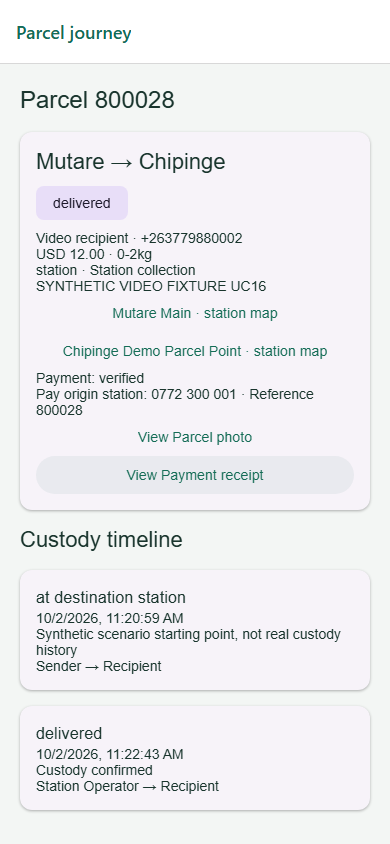 Parcel journey
Parcel 800028
Mutare → Chipinge
delivered
Video recipient · +263779880002
USD 12.00 · 0-2kg
station · Station collection
SYNTHETIC VIDEO FIXTURE UC16
Mutare Main · station map
Chipinge Demo Parcel Point · station map
Payment: verified
Pay origin station: 0772 300 001 · Reference
800028
View Parcel photo
View Payment receipt
Custody timeline
at destination station
10/2/2026, 11:20:59 AM
Synthetic scenario starting point, not real custody
history
Sender → Recipient
delivered
10/2/2026, 11:22:43 AM
Custody confirmed
Station Operator → Recipient